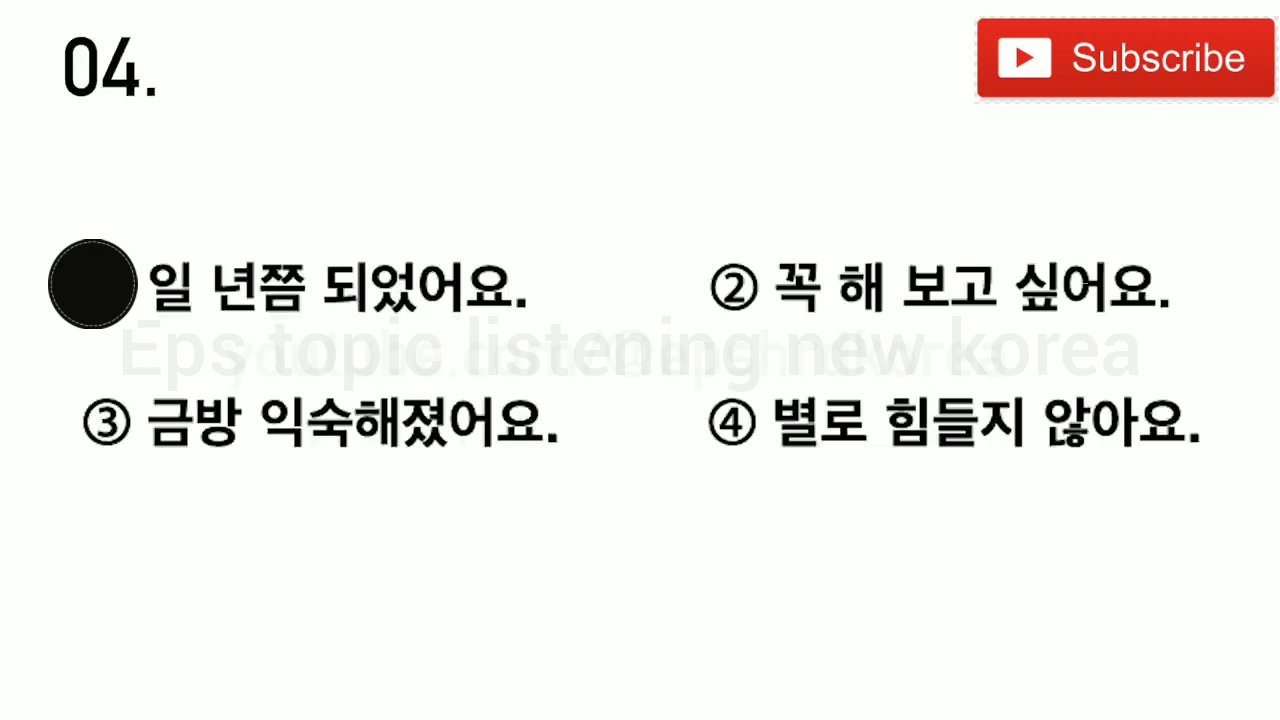 04.
Subscribe
일 년쯤 되었어요.
② 꼭 해 보고 싶어요.
Eps topic listening new korea
③ 금방 익숙해졌어요.
④ 별로 힘들지 않아요.